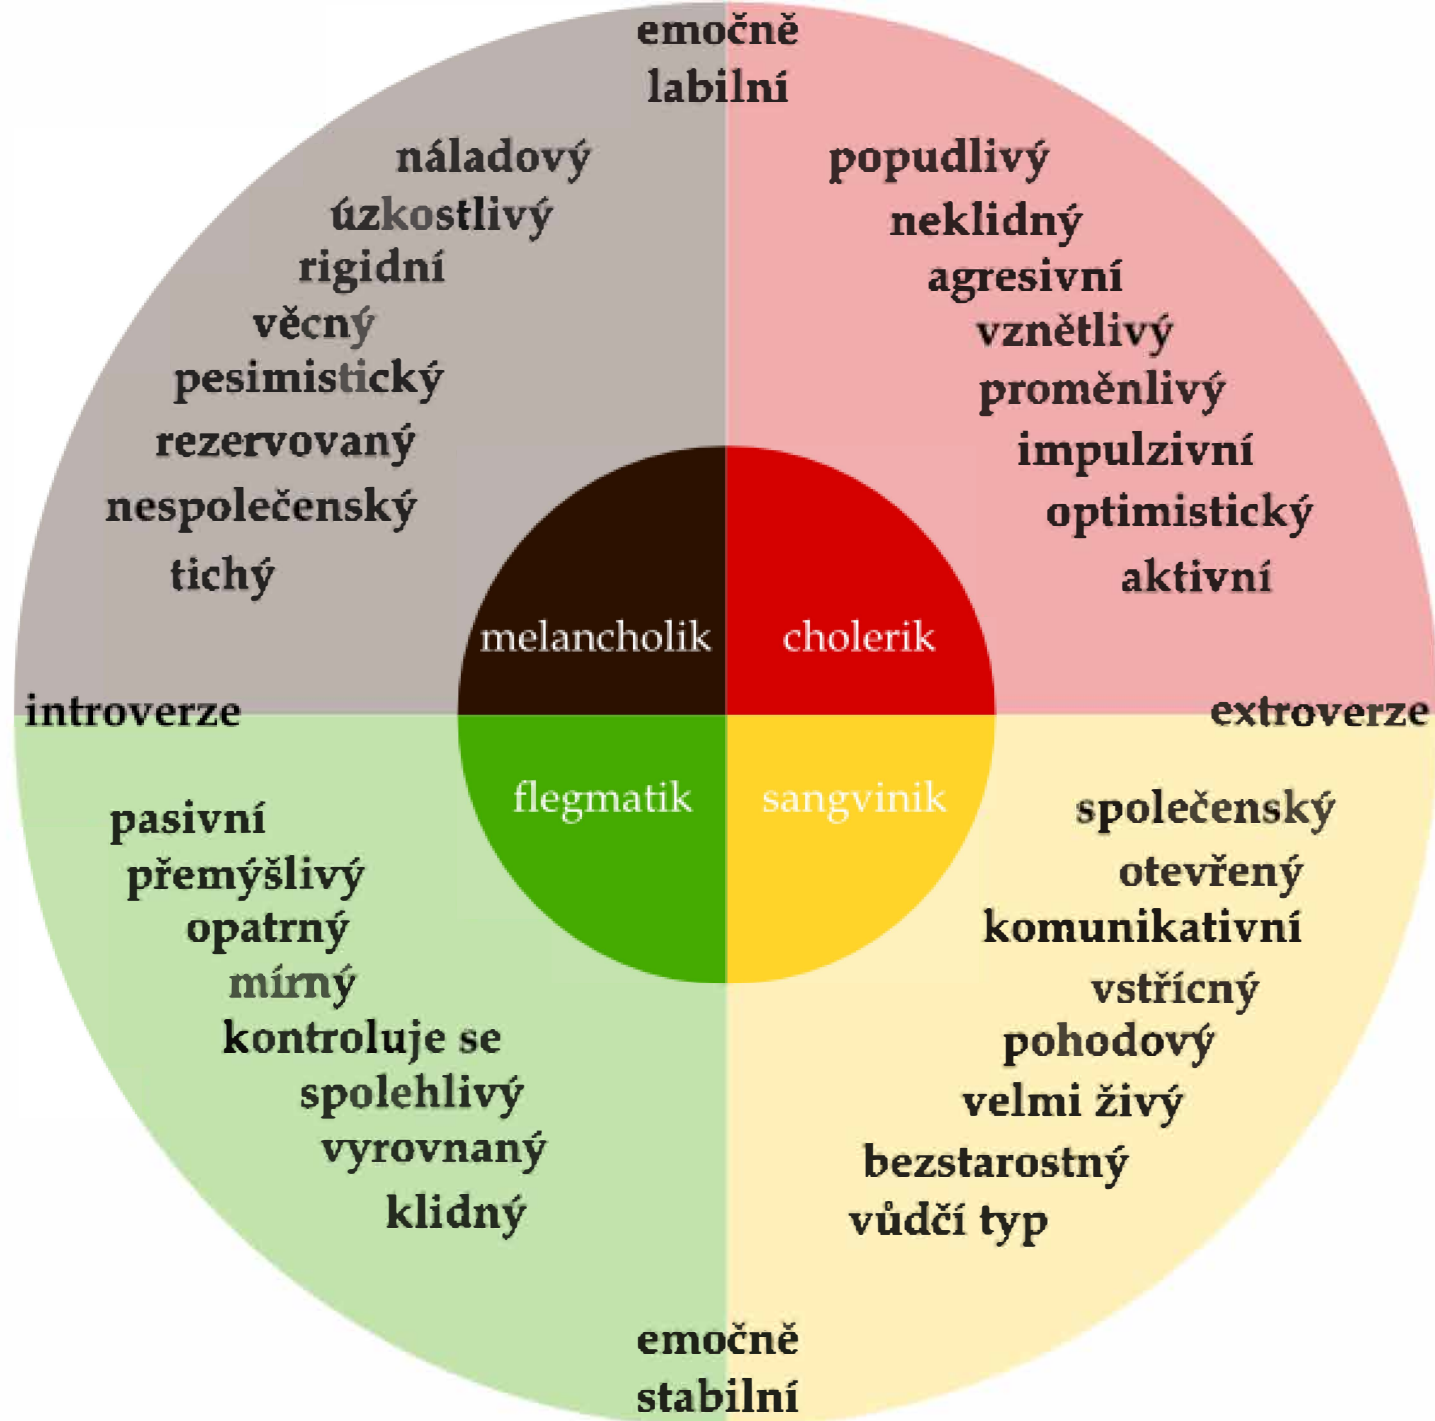 emočně
labilní
náladový
úzkostlivý
rigidní
věcný
pesimistický
rezervovaný
nespolečenský
tichý
popudlivý
neklidný
agresivní
vznětlivý
proměnlivý
impulzivní
optimistický
aktivní
melancholik
cholerik
introverze
extroverze
flegmatik
sangvinik
pasivní
přemýšlivý
opatrný
mírný
kontroluje se
spolehlivý
vyrovnaný
klidný
společenský
otevřený
komunikativní
vstřícný
pohodový
velmi živý
bezstarostný
vůdčí typ
emočně
stabilní